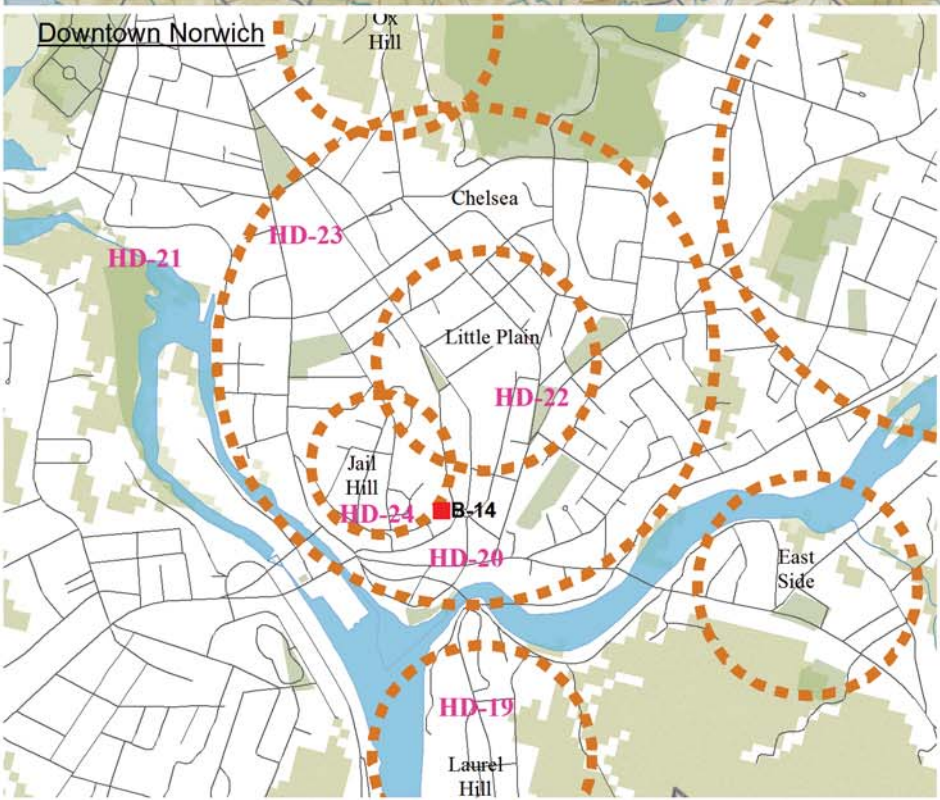 Downtown Norwich
Ox
Hill
Chelsea
HD-23
HD-21
Little Plain
HD-22
Jail
Hill
HD-24
B-14
HD-20
East
Side
HD-19
Laurel
Hill